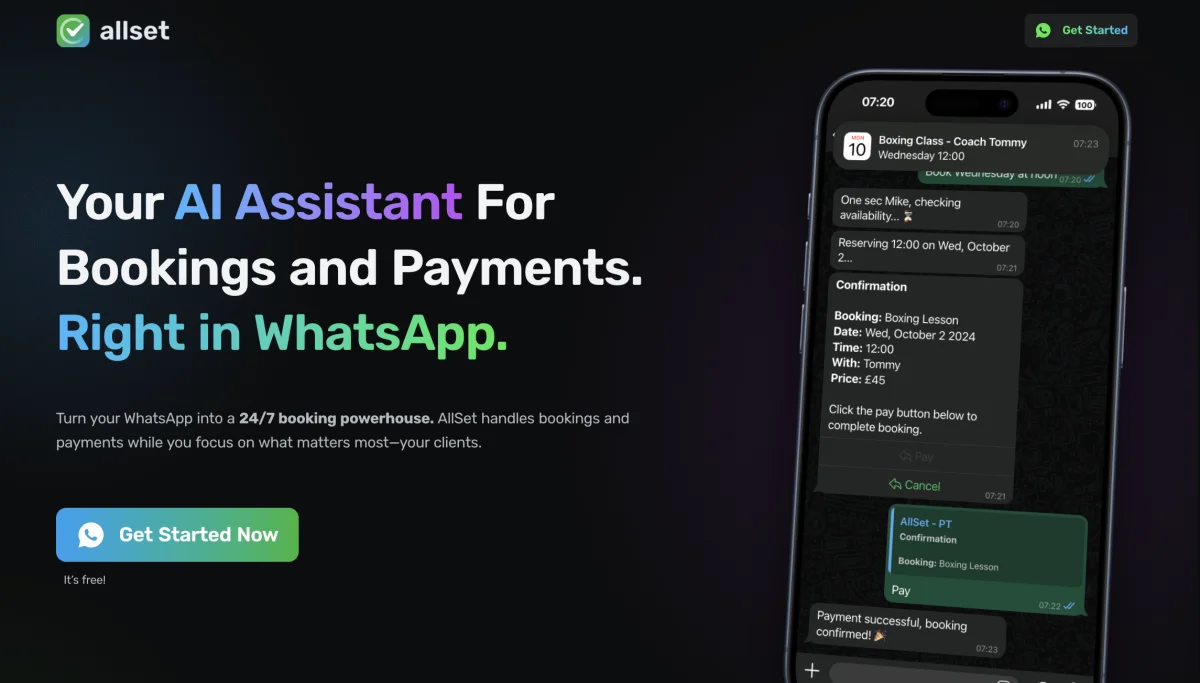 allset
Get Started
Your AI Assistant For
Bookings and Payments.
Right in WhatsApp.
Turn your WhatsApp into a 24/7 booking powerhouse. AllSet handles bookings and
payments while you focus on what matters most—your clients.
Get Started Now
It's free!
07:20
100
MON
10
Boxing Class - Coach Tommy
07:23
Wednesday 12:00
Book Wednesday at noon
07:20
One sec Mike, checking
availability... ⏳
07:20
Reserving 12:00 on Wed, October
2...
07:21
Confirmation
Booking: Boxing Lesson
Date: Wed, October 2 2024
Time: 12:00
With: Tommy
Price: £45
Click the pay button below to
complete booking.
Pay
Cancel
07:21
AllSet - PT
Confirmation
Booking: Boxing Lesson
Pay
07:22
Payment successful, booking
confirmed! 🎉
07:23